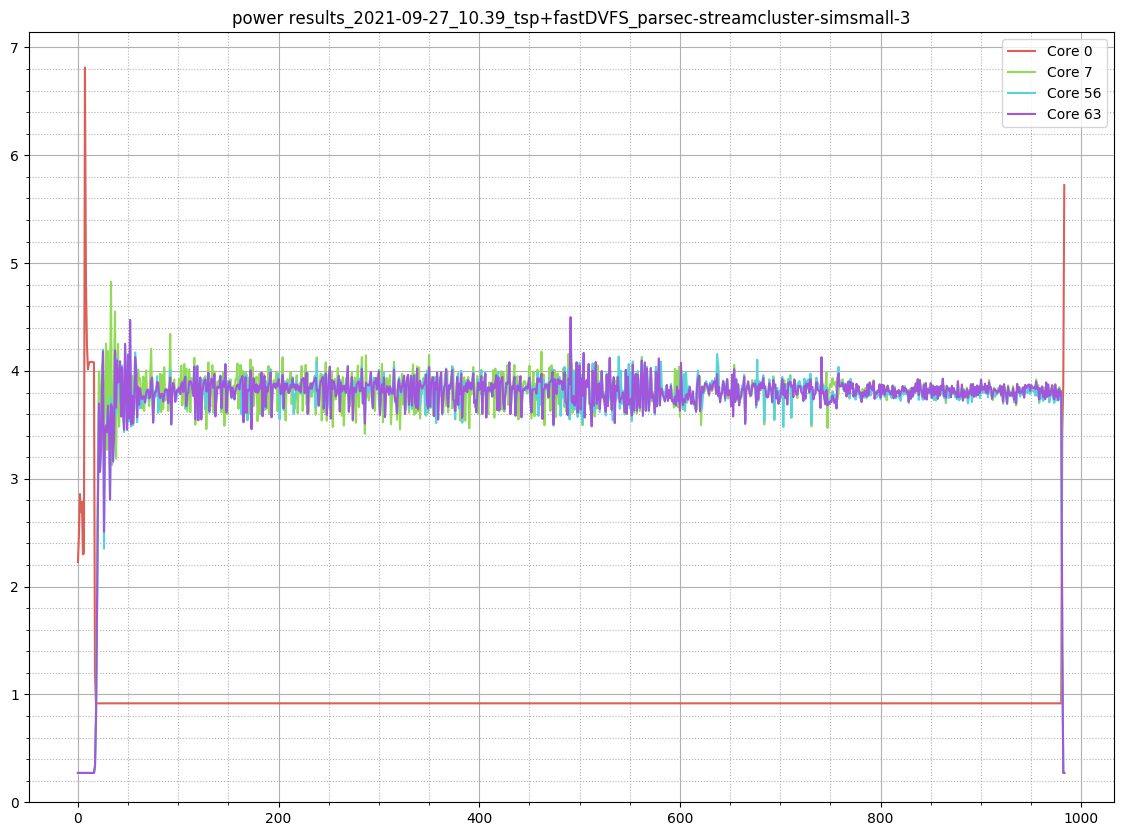 power results_2021-09-27_10.39_tsp+fastDVFS_parsec-streamcluster-simsmall-3
Core 0
Core 7
Core 56
Core 63
7
6
5
4
3
2
1
0
0 200 400 600 800 1000